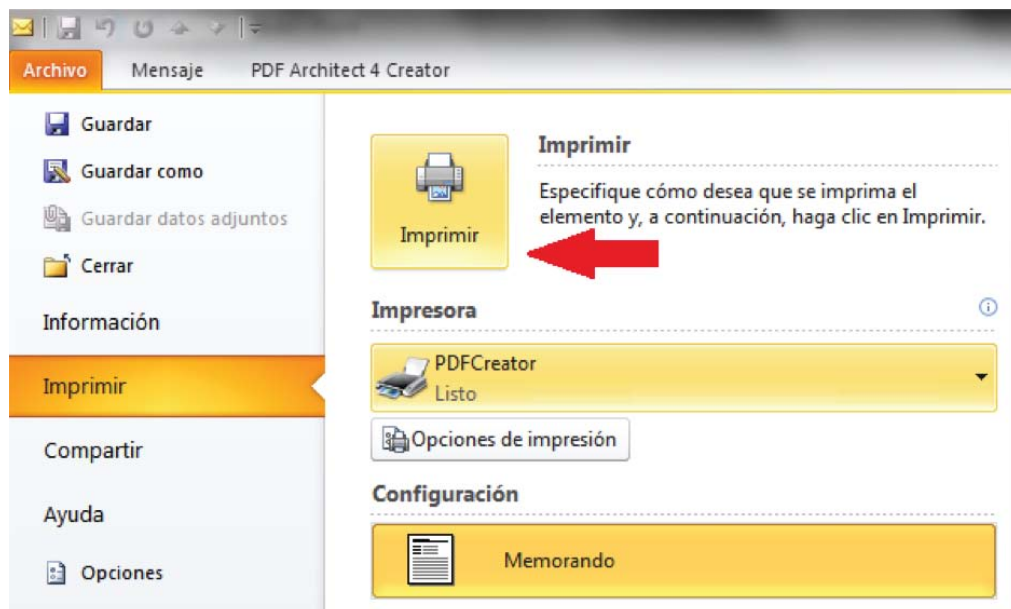 Archivo Mensaje PDF Architect 4 Creator
Guardar
Guardar como
Guardar datos adjuntos
Cerrar
Información
Imprimir
Compartir
Ayuda
Opciones
Imprimir
Imprimir
Especifique cómo desea que se imprima el
elemento y, a continuación, haga clic en Imprimir.
Impresora
PDFCreator
Listo
Opciones de impresión
Configuración
Memorando